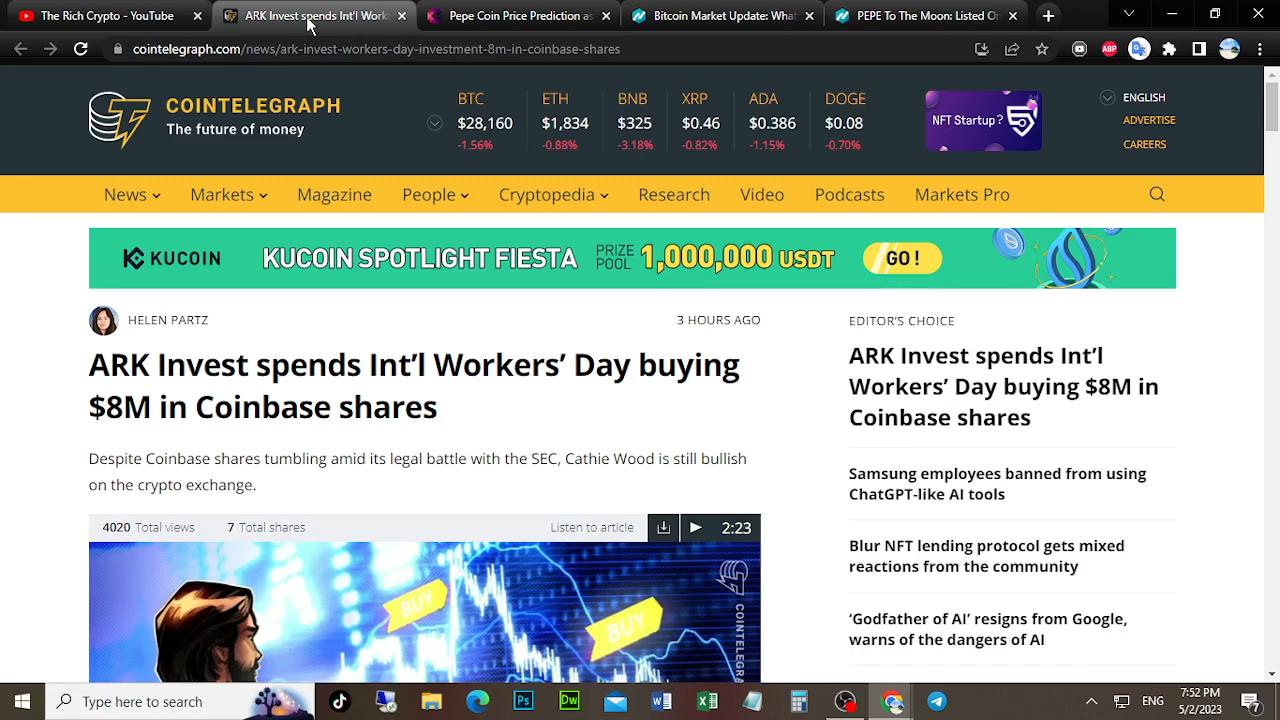 The Rich Crypto - YouTube
ARK Invest spends Int'l Worke
Pepe Coin Price Prediction
Bitmart Market: The What
PEPE To The Moon: Listed On
cointelegraph.com/news/ark-invest-workers-day-investment-8m-in-coinbase-shares
ABP
COINTELEGRAPH
The future of money
BTC ETH BNB XRP ADA DOGE
$28,160 $1,834 $325 $0.46 $0.386 $0.08
-1.56% -0.88% -3.18% -0.82% -1.15% -0.70%
NFT Startup?
ENGLISH
ADVERTISE
CAREERS
News Markets Magazine People Cryptopedia Research Video Podcasts Markets Pro
KUCOIN KUCOIN SPOTLIGHT FIESTA PRIZE POOL 1,000,000 USDT GO !
HELEN PARTZ 3 HOURS AGO
ARK Invest spends Int’l Workers’ Day buying
$8M in Coinbase shares
Despite Coinbase shares tumbling amid its legal battle with the SEC, Cathie Wood is still bullish
on the crypto exchange.
4020 Total views 7 Total shares Listen to article 2:23
BUY
BUY
COINTELEGRA
EDITOR’S CHOICE
ARK Invest spends Int’l
Workers’ Day buying $8M in
Coinbase shares
Samsung employees banned from using
ChatGPT-like AI tools
Blur NFT lending protocol gets mixed
reactions from the community
‘Godfather of AI’ resigns from Google,
warns of the dangers of AI
Type here to search
Ps
Dw
ENG
7:52 PM
5/2/2023
7